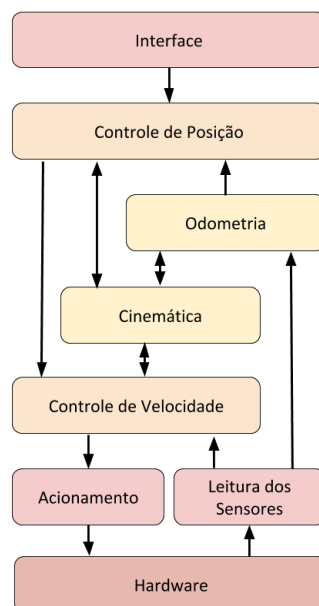 Interface
Controle de Posição
Odometria
Cinemática
Controle de Velocidade
Acionamento
Leitura dos
Sensores
Hardware